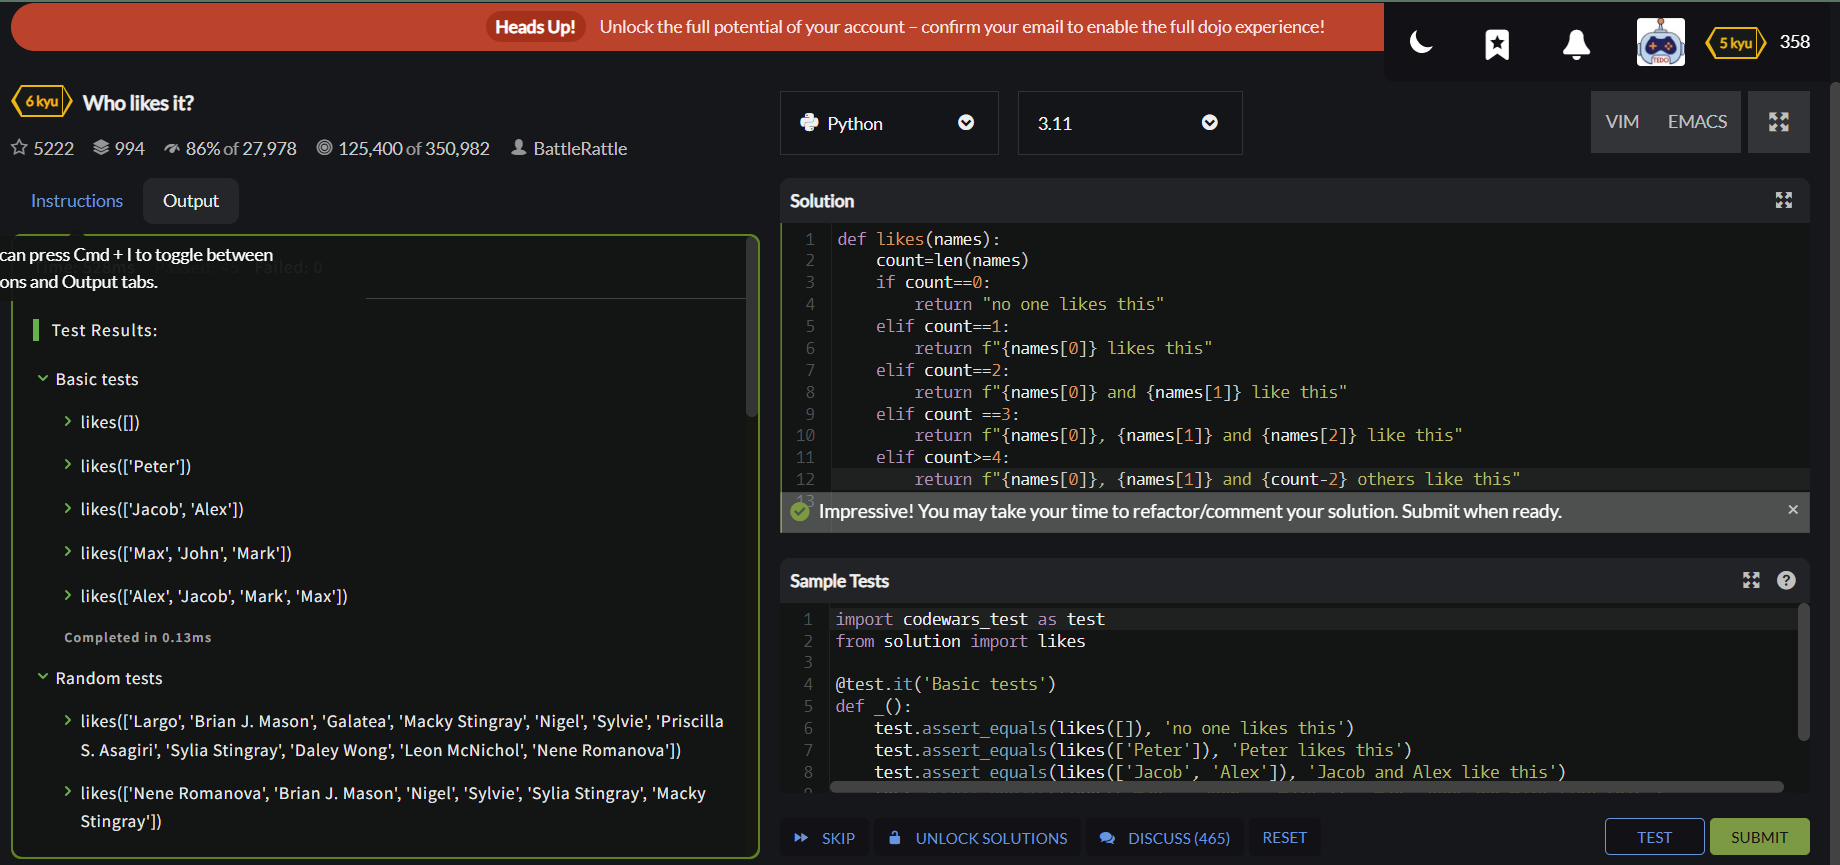 Heads Up! Unlock the full potential of your account – confirm your email to enable the full dojo experience!
TEDO
5 kyu 358
6 kyu Who likes it?
5222 994 86% of 27,978 125,400 of 350,982 BattleRattle
Python 3.11 VIM EMACS
Instructions Output
can press Cmd + I to toggle between
ons and Output tabs.
Failed: 0
Test Results:
Basic tests
likes([])
likes(['Peter'])
likes(['Jacob', 'Alex'])
likes(['Max', 'John', 'Mark'])
likes(['Alex', 'Jacob', 'Mark', 'Max'])
Completed in 0.13ms
Random tests
likes(['Largo', 'Brian J. Mason', 'Galatea', 'Macky Stingray', 'Nigel', 'Sylvie', 'Priscilla
S. Asagiri', 'Sylia Stingray', 'Daley Wong', 'Leon McNichol', 'Nene Romanova'])
likes(['Nene Romanova', 'Brian J. Mason', 'Nigel', 'Sylvie', 'Sylia Stingray', 'Macky
Stingray'])
Solution
1 def likes(names):
2     count=len(names)
3     if count==0:
4         return "no one likes this"
5     elif count==1:
6         return f"{names[0]} likes this"
7     elif count==2:
8         return f"{names[0]} and {names[1]} like this"
9     elif count ==3:
10         return f"{names[0]}, {names[1]} and {names[2]} like this"
11     elif count>=4:
12         return f"{names[0]}, {names[1]} and {count-2} others like this"
13
Impressive! You may take your time to refactor/comment your solution. Submit when ready. ×
Sample Tests ?
1 import codewars_test as test
2 from solution import likes
3
4 @test.it('Basic tests')
5 def _():
6     test.assert_equals(likes([]), 'no one likes this')
7     test.assert_equals(likes(['Peter']), 'Peter likes this')
8     test.assert_equals(likes(['Jacob', 'Alex']), 'Jacob and Alex like this')
SKIP UNLOCK SOLUTIONS DISCUSS (465) RESET TEST SUBMIT